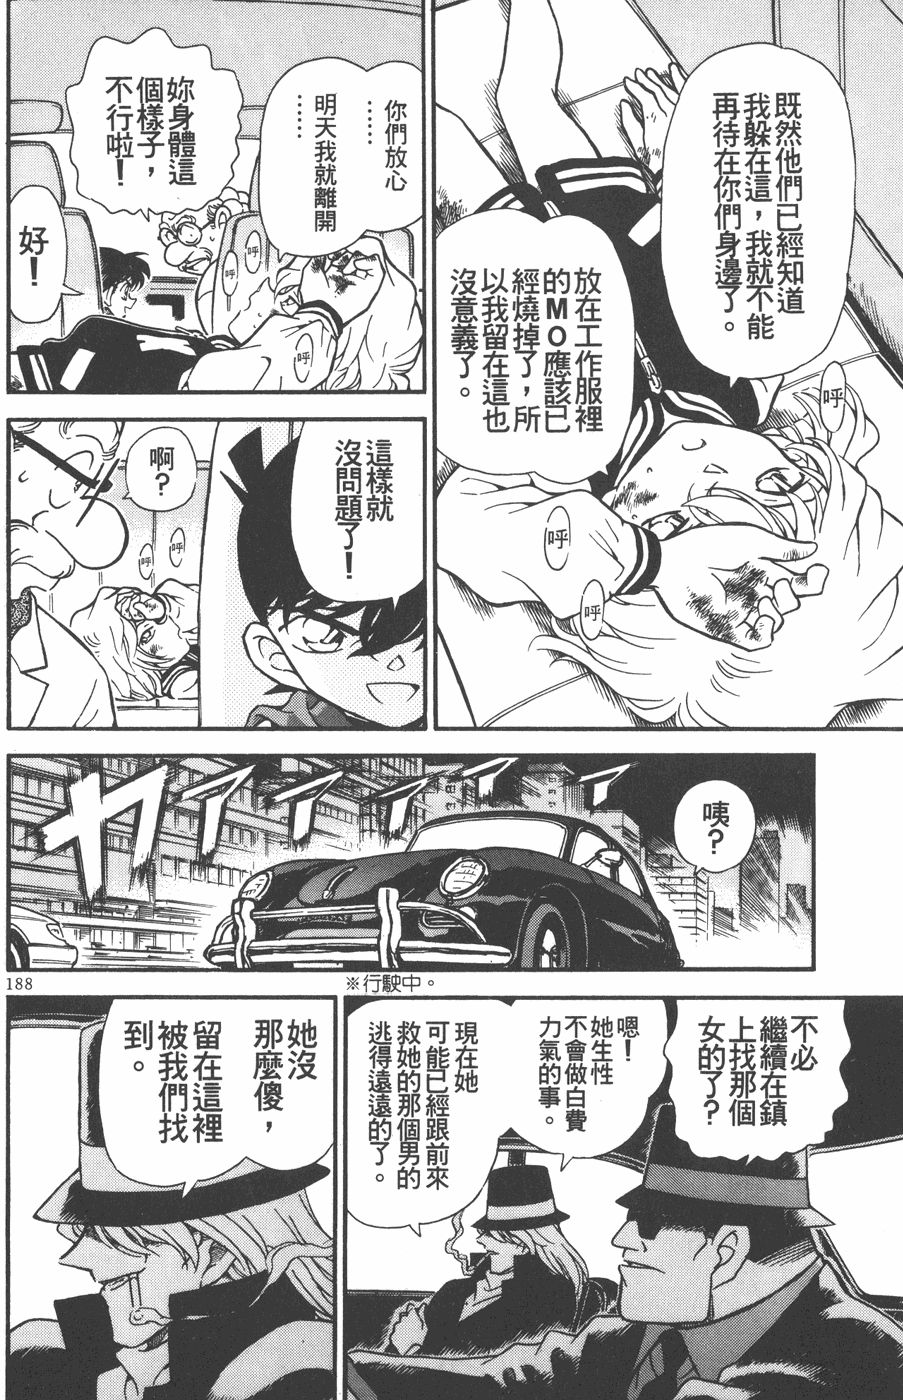 既然他們已經知道
我躲在這，我就不能
再待在你們身邊了。
放在工作服裡
的MO應該已
經燒掉了，所
以我留在這也
沒意義了。
呼
呼
呼
你們放心
……
明天我就離開
……
妳身體這
個樣子，
不行啦！
好！
呼
呼
呼
這樣就
沒問題了！
啊？
呼
呼
咦？
カアアアア
※行駛中。
188
不必
繼續在鎮
上找那個
女的了？
嗯！
她生性
不會做白費
力氣的事。
現在她
可能已經跟前來
救她的那個男的
逃得遠遠的了。
她沒
那麼傻，
留在這裡
被我們找
到。